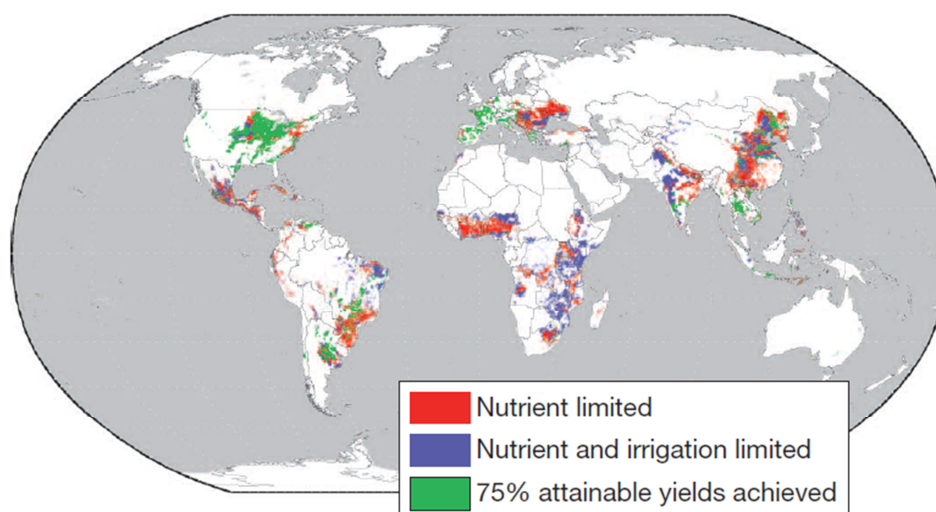 Nutrient limited
Nutrient and irrigation limited
75% attainable yields achieved